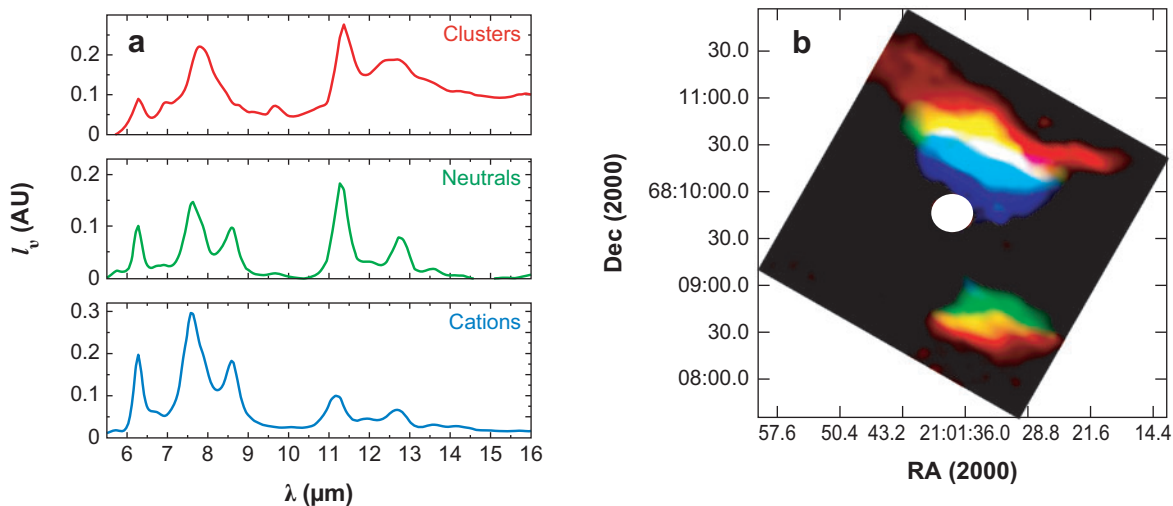 a
Clusters
0.2
0.1
0
Neutrals
0.2
0.1
0
Cations
0.3
0.2
0.1
0
6 7 8 9 10 11 12 13 14 15 16
λ (µm)
I_υ (AU)
b
30.0
11:00.0
30.0
68:10:00.0
30.0
09:00.0
30.0
08:00.0
57.6 50.4 43.2 21:01:36.0 28.8 21.6 14.4
RA (2000)
Dec (2000)